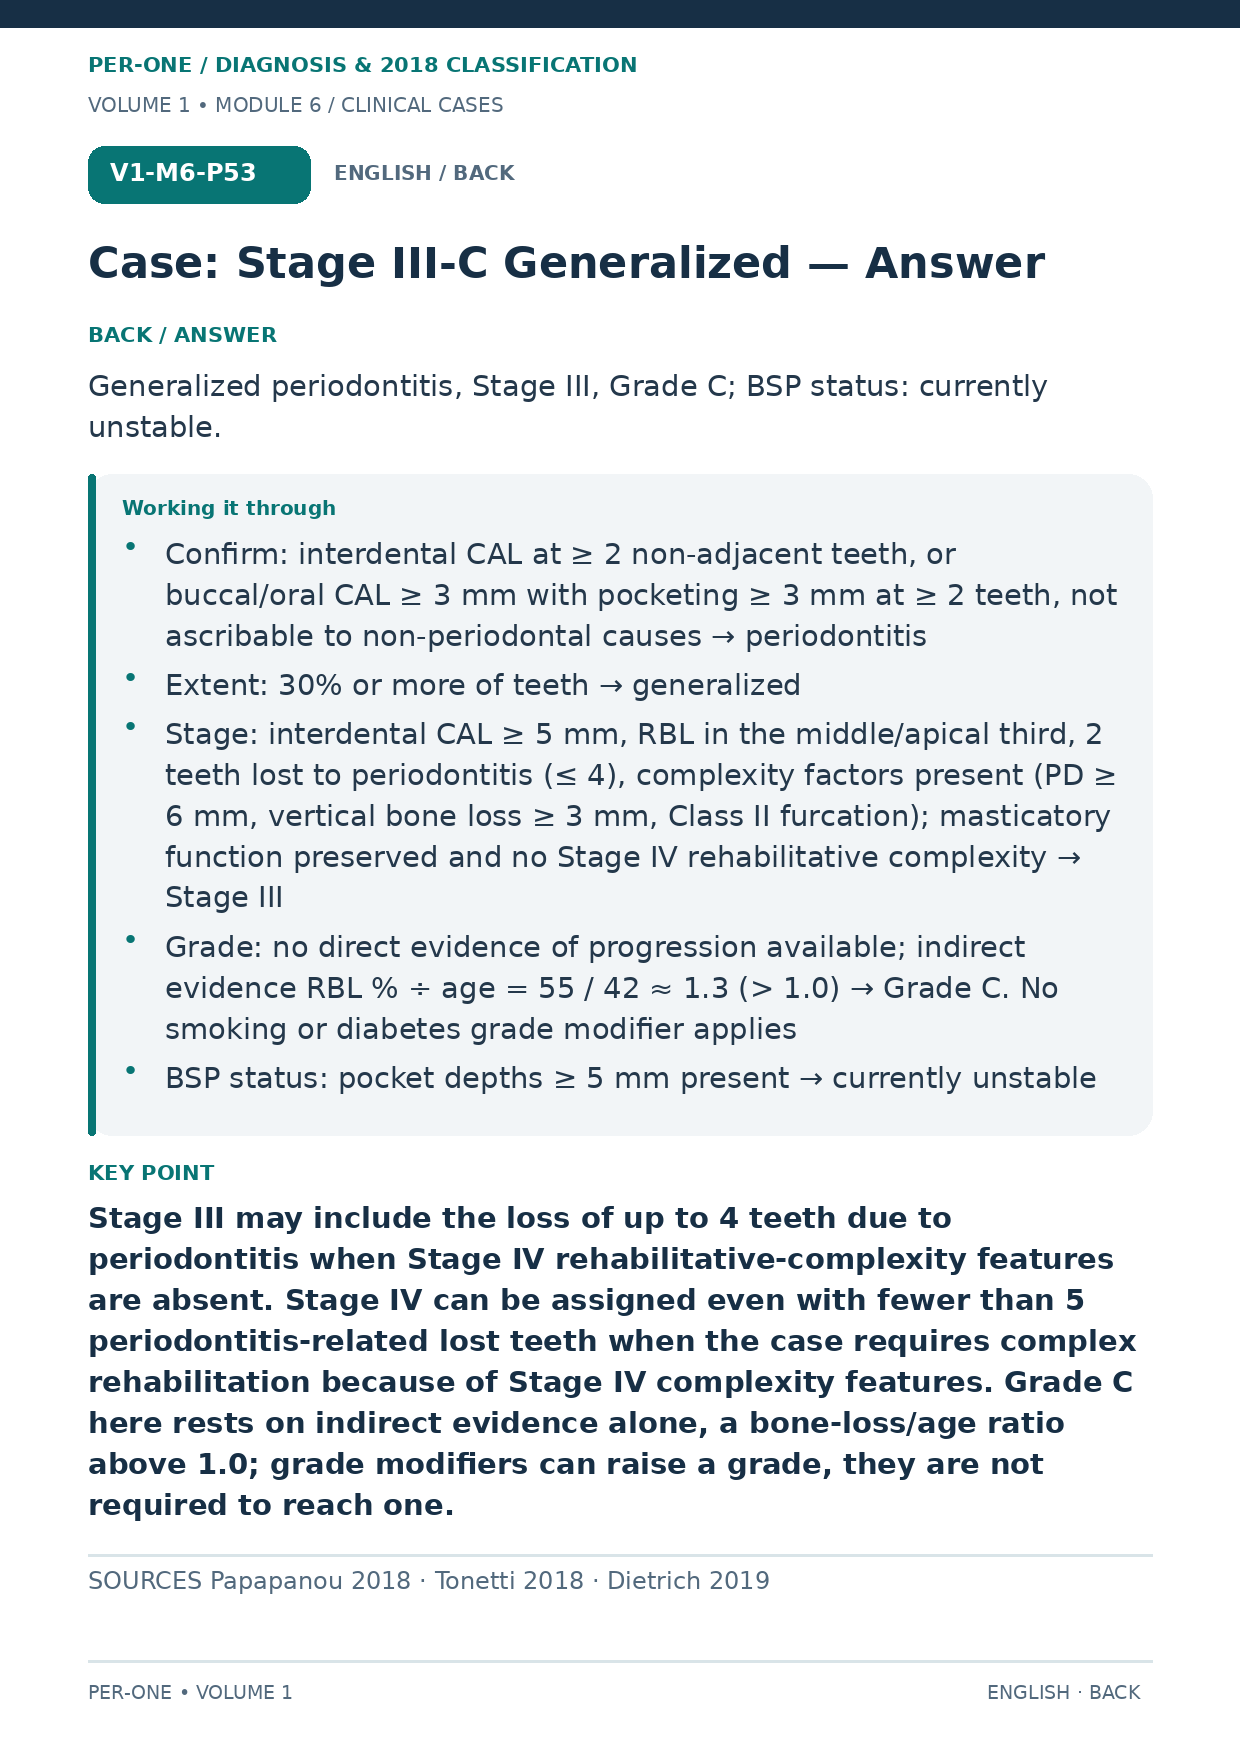 PER-ONE / DIAGNOSIS & 2018 CLASSIFICATION
VOLUME 1 • MODULE 6 / CLINICAL CASES
V1-M6-P53
ENGLISH / BACK
Case: Stage III-C Generalized — Answer
BACK / ANSWER
Generalized periodontitis, Stage III, Grade C; BSP status: currently
unstable.
Working it through
• Confirm: interdental CAL at ≥ 2 non-adjacent teeth, or
buccal/oral CAL ≥ 3 mm with pocketing ≥ 3 mm at ≥ 2 teeth, not
ascribable to non-periodontal causes → periodontitis
• Extent: 30% or more of teeth → generalized
• Stage: interdental CAL ≥ 5 mm, RBL in the middle/apical third, 2
teeth lost to periodontitis (≤ 4), complexity factors present (PD ≥
6 mm, vertical bone loss ≥ 3 mm, Class II furcation); masticatory
function preserved and no Stage IV rehabilitative complexity →
Stage III
• Grade: no direct evidence of progression available; indirect
evidence RBL % ÷ age = 55 / 42 ≈ 1.3 (> 1.0) → Grade C. No
smoking or diabetes grade modifier applies
• BSP status: pocket depths ≥ 5 mm present → currently unstable
KEY POINT
Stage III may include the loss of up to 4 teeth due to
periodontitis when Stage IV rehabilitative-complexity features
are absent. Stage IV can be assigned even with fewer than 5
periodontitis-related lost teeth when the case requires complex
rehabilitation because of Stage IV complexity features. Grade C
here rests on indirect evidence alone, a bone-loss/age ratio
above 1.0; grade modifiers can raise a grade, they are not
required to reach one.
SOURCES Papapanou 2018 · Tonetti 2018 · Dietrich 2019
PER-ONE • VOLUME 1
ENGLISH · BACK